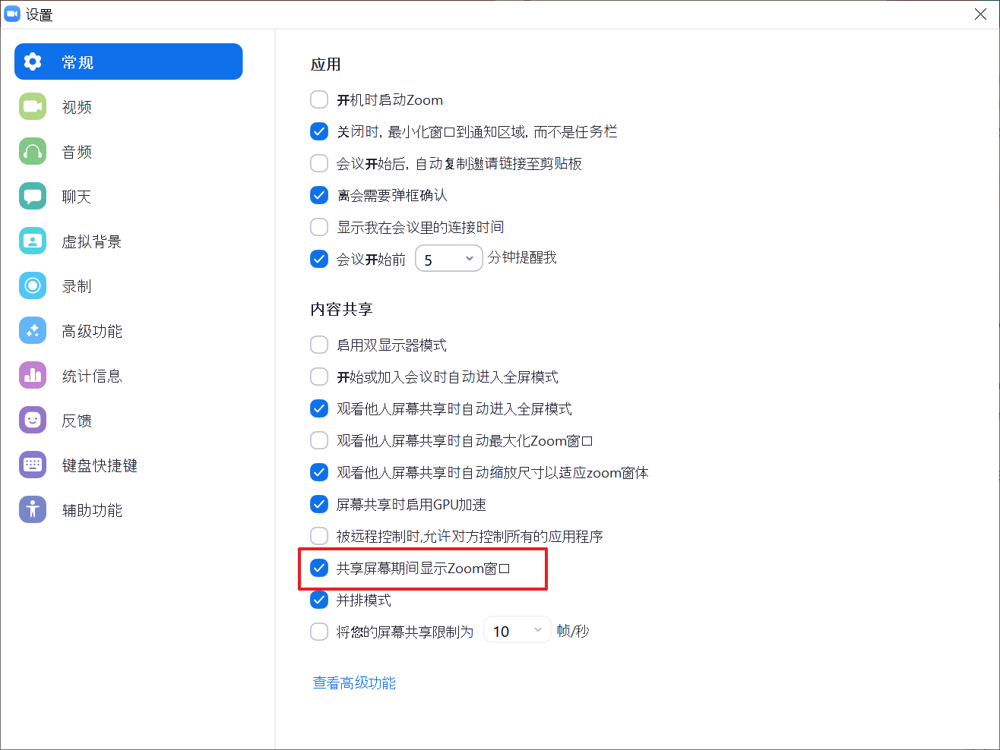 设置
常规
视频
音频
聊天
虚拟背景
录制
高级功能
统计信息
反馈
键盘快捷键
辅助功能
应用
开机时启动Zoom
关闭时, 最小化窗口到通知区域, 而不是任务栏
会议开始后, 自动复制邀请链接至剪贴板
离会需要弹框确认
显示我在会议里的连接时间
会议开始前 5 分钟提醒我
内容共享
启用双显示器模式
开始或加入会议时自动进入全屏模式
观看他人屏幕共享时自动进入全屏模式
观看他人屏幕共享时自动最大化Zoom窗口
观看他人屏幕共享时自动缩放尺寸以适应zoom窗体
屏幕共享时启用GPU加速
被远程控制时,允许对方控制所有的应用程序
共享屏幕期间显示Zoom窗口
并排模式
将您的屏幕共享限制为 10 帧/秒
查看高级功能